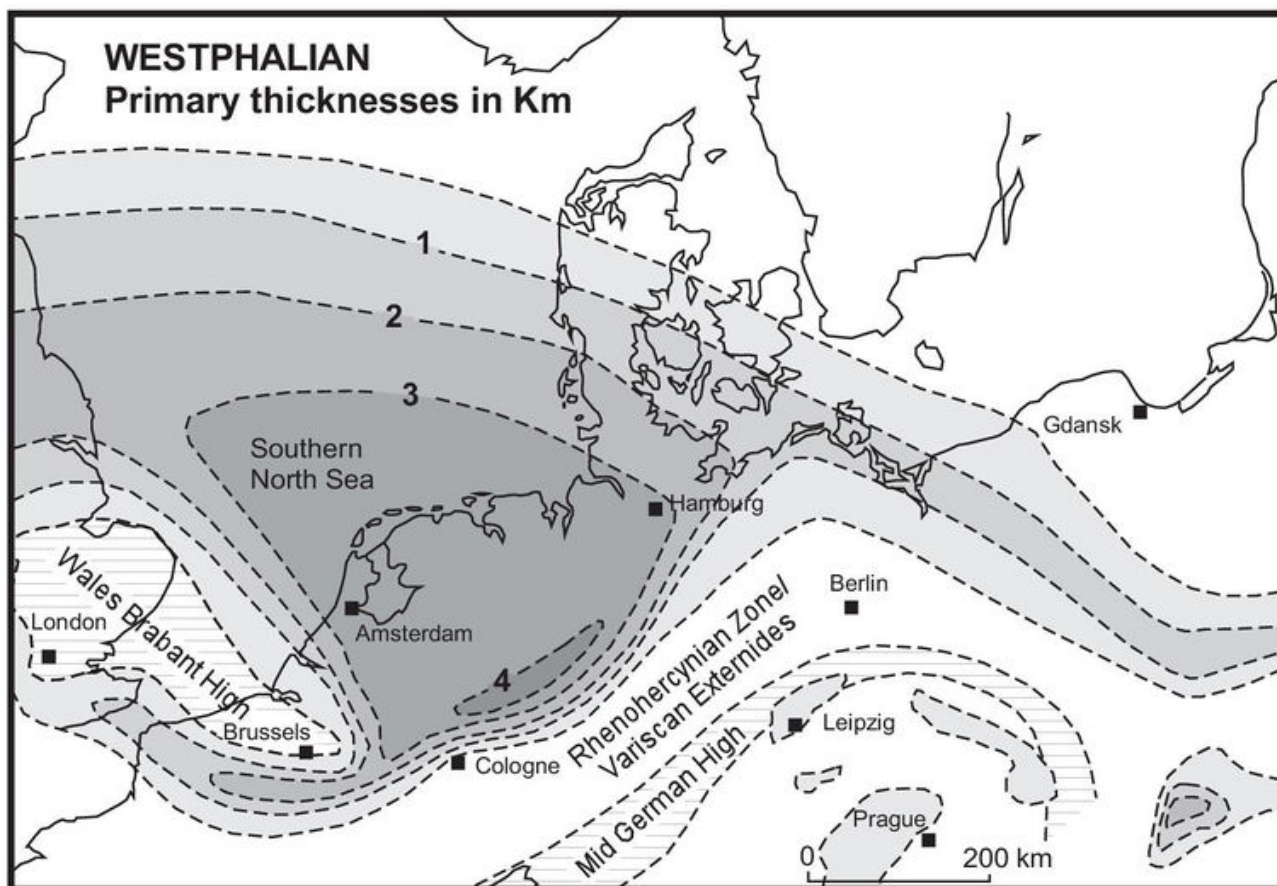 WESTPHALIAN
Primary thicknesses in Km
1
2
3
Southern
North Sea
Gdansk
Hamburg
Wales Brabant High
London
Amsterdam
Berlin
4
Rhenohercynian Zone/
Variscan Externides
Brussels
Cologne
Leipzig
Mid German High
Prague
0
200 km